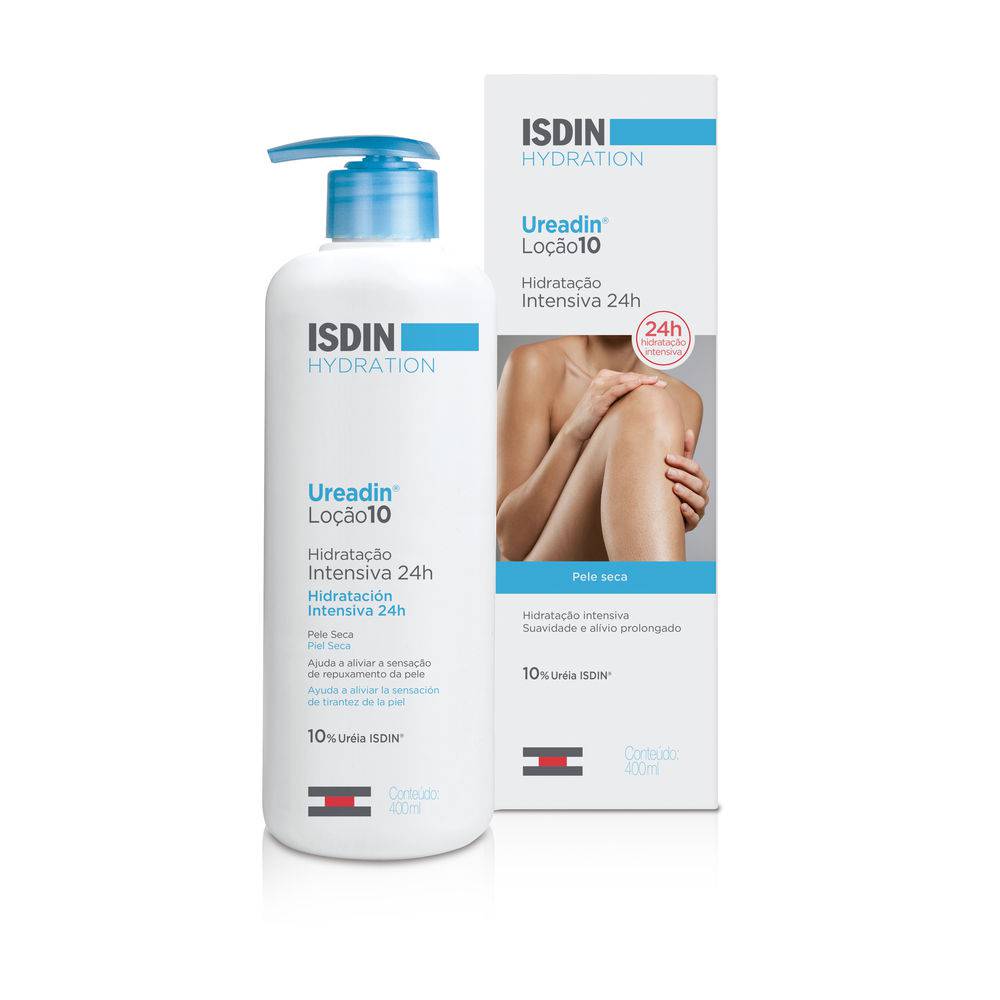 ISDIN
HYDRATION
Ureadin®
Loção10
Hidratação
Intensiva 24h
Hidratación
Intensiva 24h
Pele Seca
Piel Seca
Ajuda a aliviar a sensação
de repuxamento da pele
Ayuda a aliviar la sensación
de tirantez de la piel
10% Uréia ISDIN®
Conteúdo:
400ml
ISDIN
HYDRATION
Ureadin®
Loção10
Hidratação
Intensiva 24h
24h
hidratação
intensiva
Pele seca
Hidratação intensiva
Suavidade e alívio prolongado
10% Uréia ISDIN®
Conteúdo:
400ml